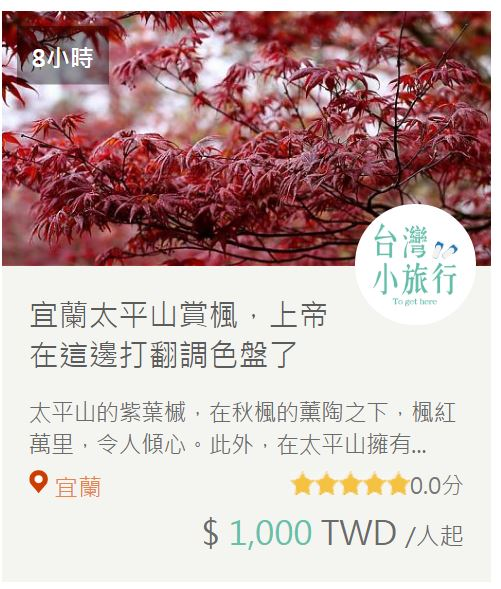 8小時
台灣
小旅行
To get here
宜蘭太平山賞楓，上帝
在這邊打翻調色盤了
太平山的紫葉槭，在秋楓的薰陶之下，楓紅
萬里，令人傾心。此外，在太平山擁有...
宜蘭
0.0分
$ 1,000 TWD /人起